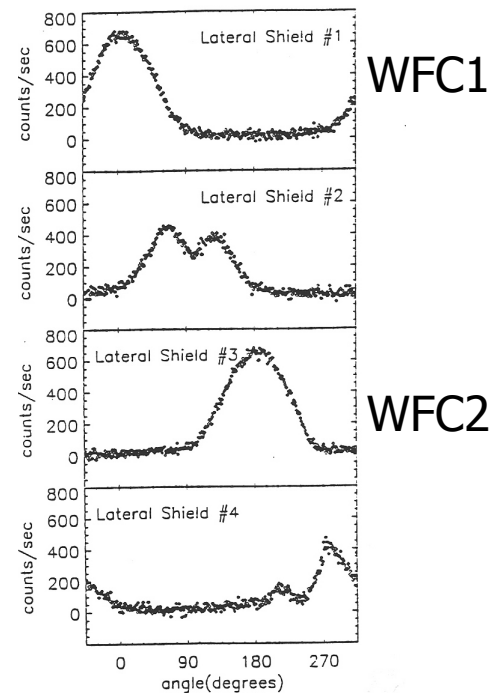 800
600
400
200
0
counts/sec
Lateral Shield #1
WFC1
800
600
400
200
0
counts/sec
Lateral Shield #2
800
600
400
200
0
counts/sec
Lateral Shield #3
WFC2
800
600
400
200
0
counts/sec
Lateral Shield #4
0 90 180 270
angle(degrees)